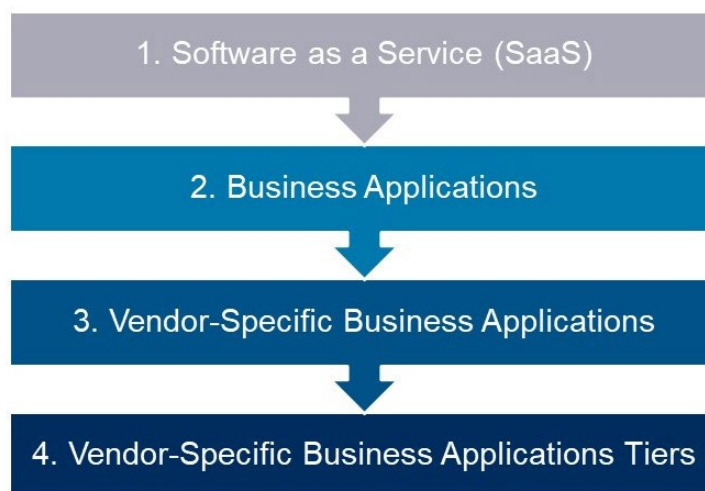 1. Software as a Service (SaaS)
2. Business Applications
3. Vendor-Specific Business Applications
4. Vendor-Specific Business Applications Tiers